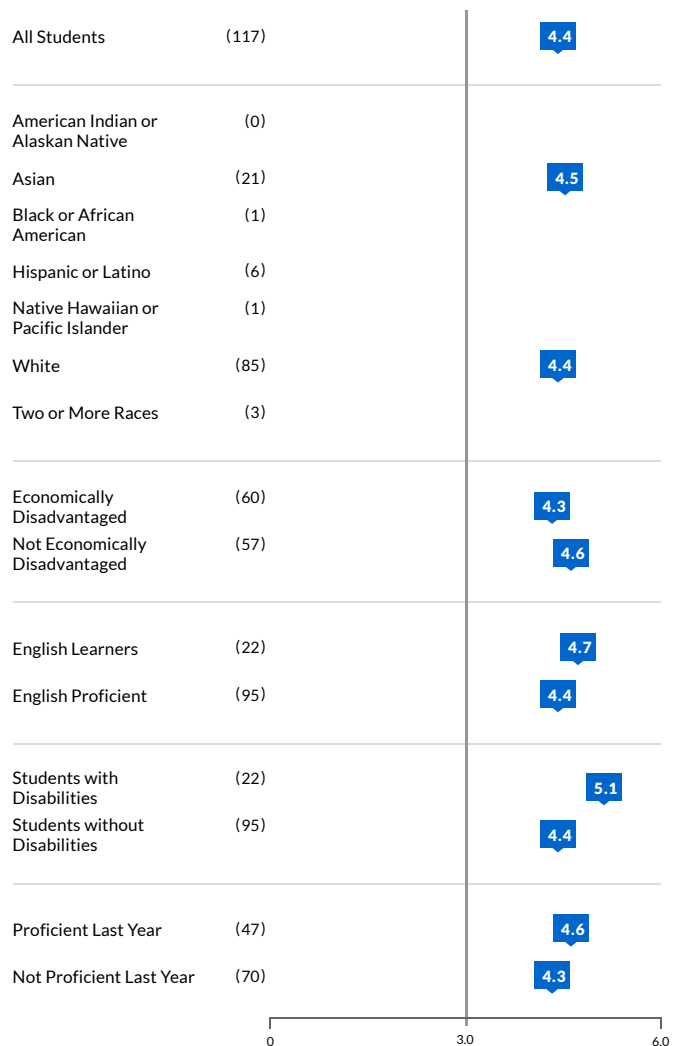 All Students (117) 4.4
American Indian or (0)
Alaskan Native
Asian (21) 4.5
Black or African (1)
American
Hispanic or Latino (6)
Native Hawaiian or (1)
Pacific Islander
White (85) 4.4
Two or More Races (3)
Economically (60) 4.3
Disadvantaged
Not Economically (57) 4.6
Disadvantaged
English Learners (22) 4.7
English Proficient (95) 4.4
Students with (22) 5.1
Disabilities
Students without (95) 4.4
Disabilities
Proficient Last Year (47) 4.6
Not Proficient Last Year (70) 4.3
0 3.0 6.0